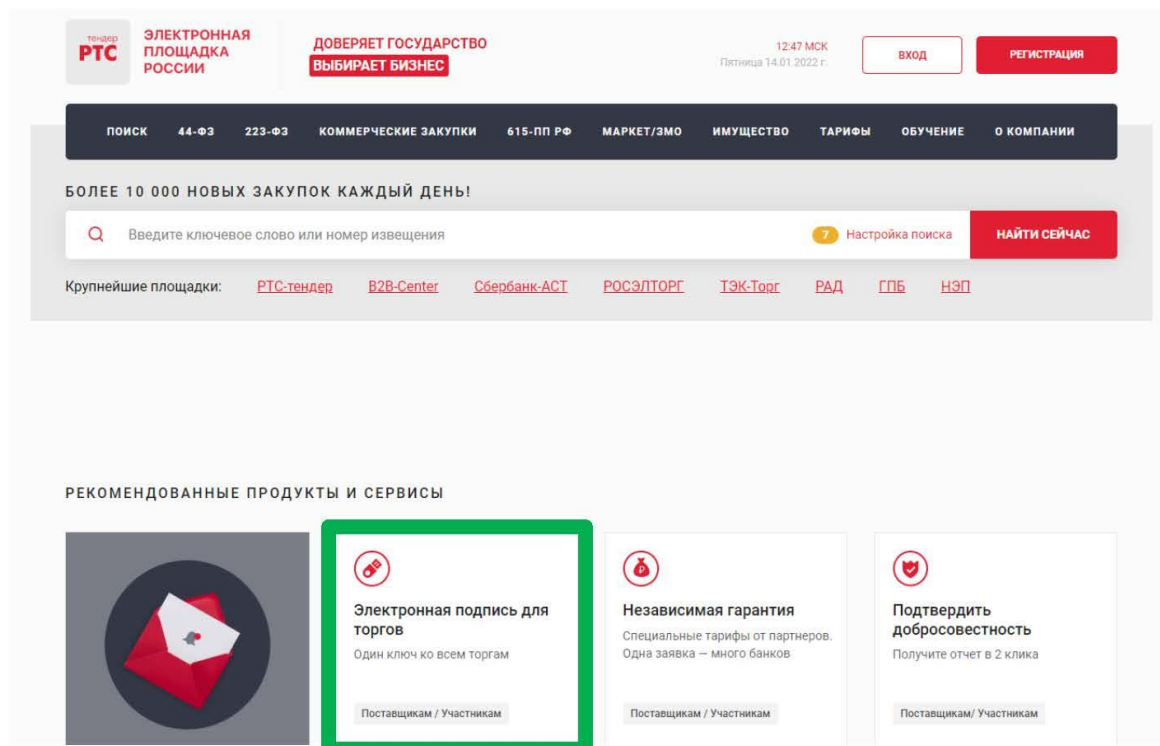 тендер
РТС
ЭЛЕКТРОННАЯ
ПЛОЩАДКА
РОССИИ
ДОВЕРЯЕТ ГОСУДАРСТВО
ВЫБИРАЕТ БИЗНЕС
12:47 МСК
Пятница 14.01.2022 г.
ВХОД
РЕГИСТРАЦИЯ
ПОИСК 44-ФЗ 223-ФЗ КОММЕРЧЕСКИЕ ЗАКУПКИ 615-ПП РФ МАРКЕТ/ЗМО ИМУЩЕСТВО ТАРИФЫ ОБУЧЕНИЕ О КОМПАНИИ
БОЛЕЕ 10 000 НОВЫХ ЗАКУПОК КАЖДЫЙ ДЕНЬ!
Введите ключевое слово или номер извещения 7 Настройка поиска НАЙТИ СЕЙЧАС
Крупнейшие площадки: РТС-тендер B2B-Center Сбербанк-АСТ РОСЭЛТОРГ ТЭК-Торг РАД ГПБ НЭП
РЕКОМЕНДОВАННЫЕ ПРОДУКТЫ И СЕРВИСЫ
Электронная подпись для
торгов
Один ключ ко всем торгам
Поставщикам / Участникам
Независимая гарантия
Специальные тарифы от партнеров.
Одна заявка — много банков
Поставщикам / Участникам
Подтвердить
добросовестность
Получите отчет в 2 клика
Поставщикам/ Участникам